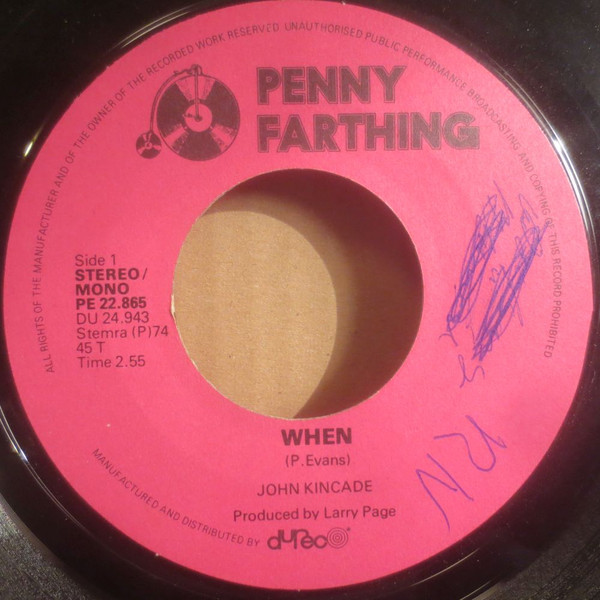 ALL RIGHTS OF THE MANUFACTURER AND OF THE OWNER OF THE RECORDED WORK RESERVED UNAUTHORISED PUBLIC PERFORMANCE BROADCASTING AND COPYING OF THIS RECORD PROHIBITED
PENNY
FARTHING
Side 1
STEREO/
MONO
PE 22.865
DU 24.943
Stemra (P)74
45 T
Time 2.55
WHEN
(P.Evans)
JOHN KINCADE
Produced by Larry Page
MANUFACTURED AND DISTRIBUTED BY dureco